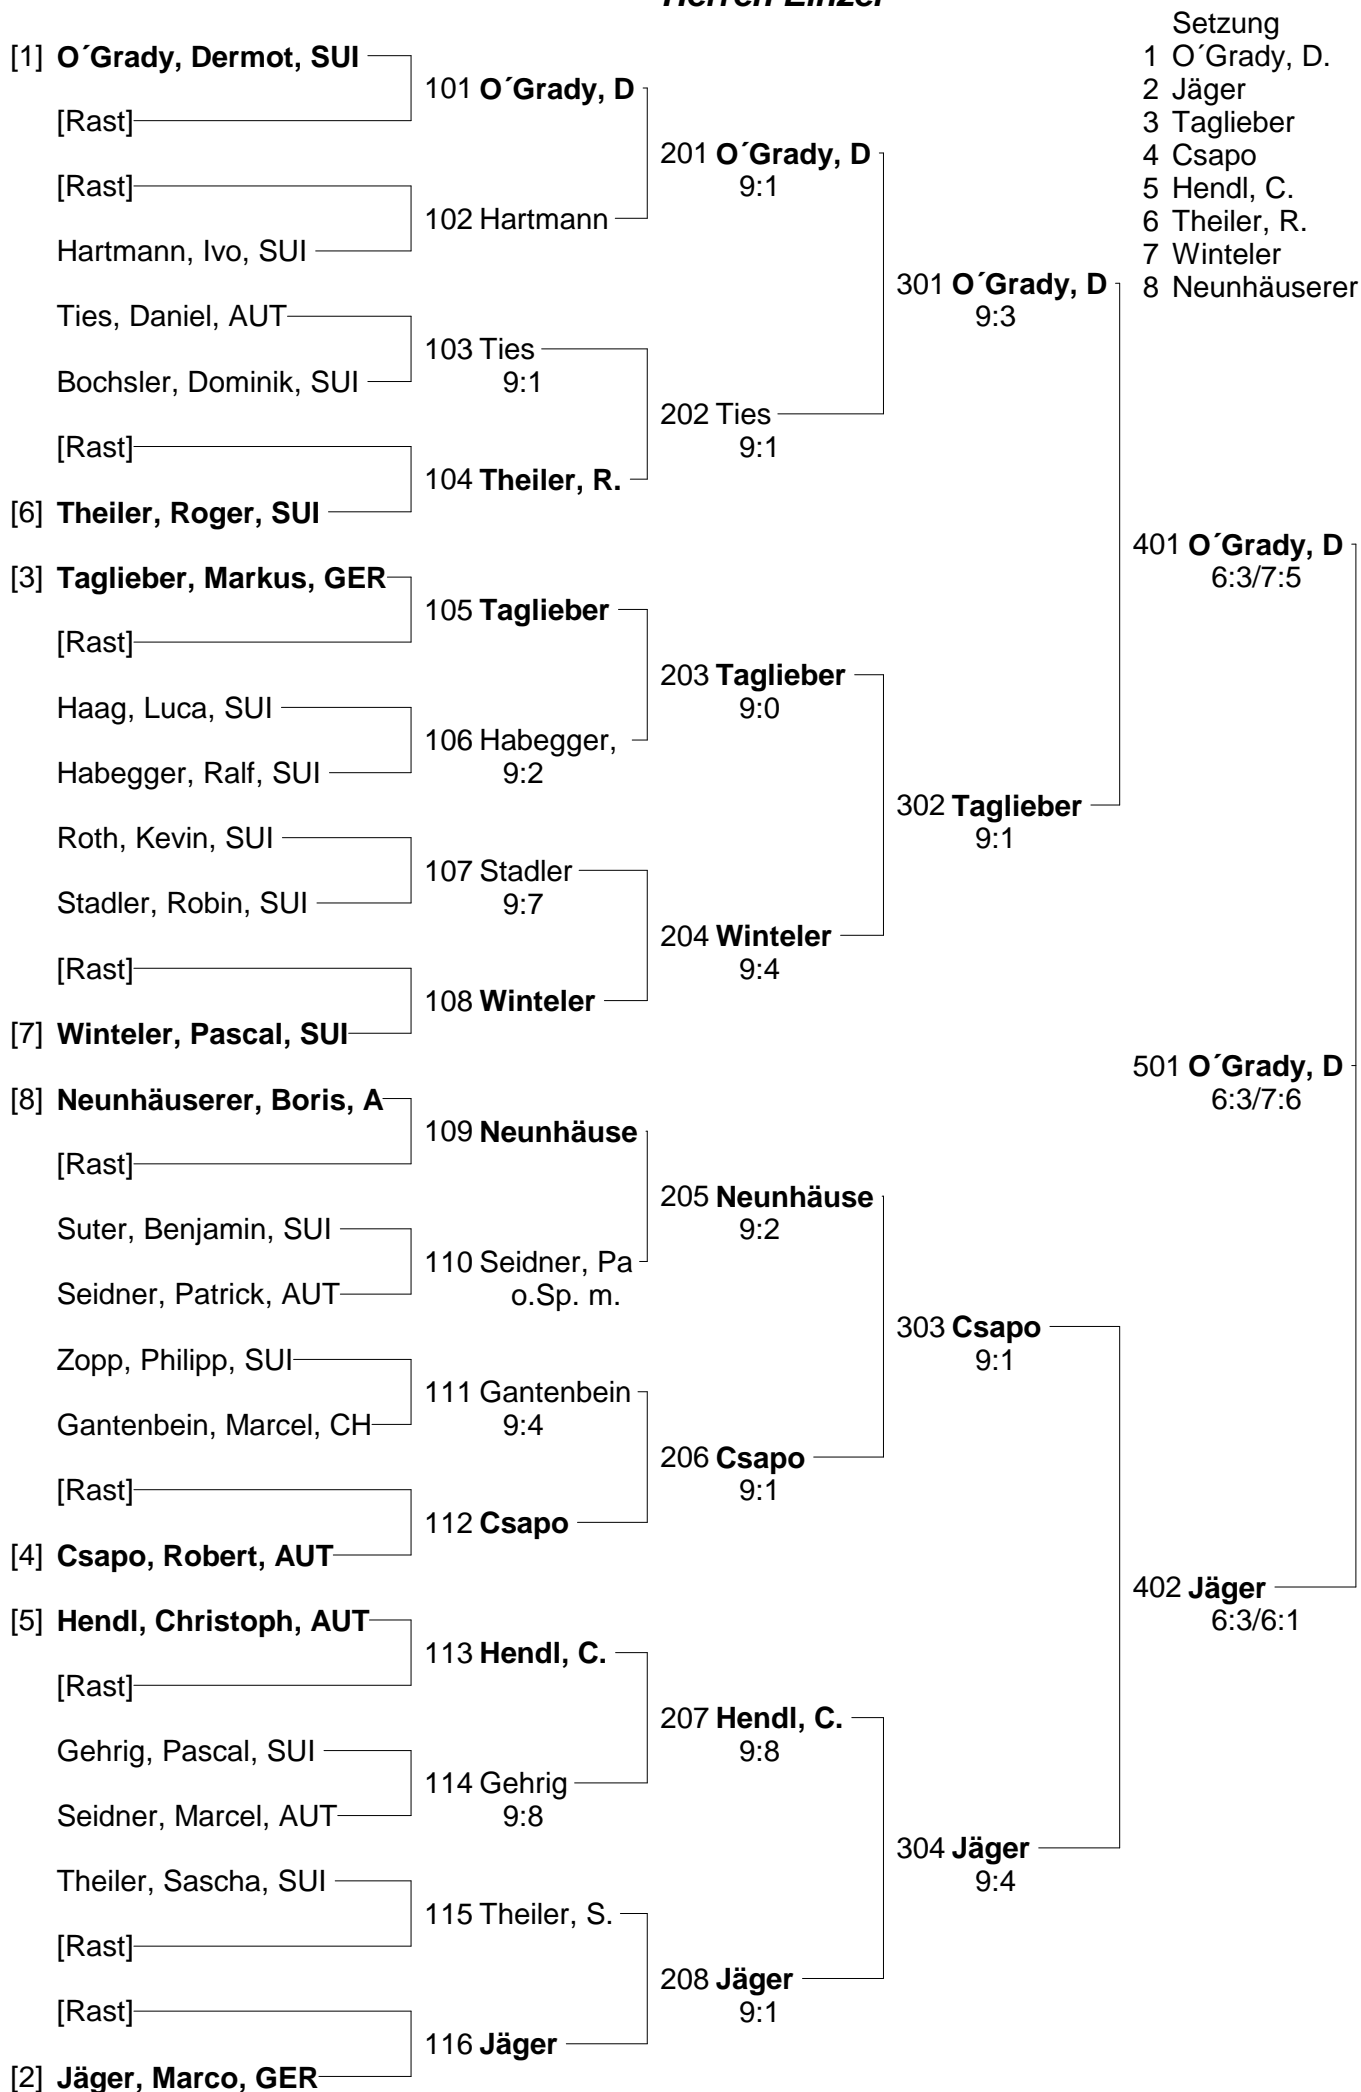 Herren Einzel
Setzung
1 O´Grady, D.
2 Jäger
3 Taglieber
4 Csapo
5 Hendl, C.
6 Theiler, R.
7 Winteler
8 Neunhäuserer
[1] O´Grady, Dermot, SUI
[Rast]
[Rast]
Hartmann, Ivo, SUI
Ties, Daniel, AUT
Bochsler, Dominik, SUI
[Rast]
[6] Theiler, Roger, SUI
[3] Taglieber, Markus, GER
[Rast]
Haag, Luca, SUI
Habegger, Ralf, SUI
Roth, Kevin, SUI
Stadler, Robin, SUI
[Rast]
[7] Winteler, Pascal, SUI
[8] Neunhäuserer, Boris, A
[Rast]
Suter, Benjamin, SUI
Seidner, Patrick, AUT
Zopp, Philipp, SUI
Gantenbein, Marcel, CH
[Rast]
[4] Csapo, Robert, AUT
[5] Hendl, Christoph, AUT
[Rast]
Gehrig, Pascal, SUI
Seidner, Marcel, AUT
Theiler, Sascha, SUI
[Rast]
[Rast]
[2] Jäger, Marco, GER
101 O´Grady, D
102 Hartmann
103 Ties
9:1
104 Theiler, R.
105 Taglieber
106 Habegger,
9:2
107 Stadler
9:7
108 Winteler
109 Neunhäuse
110 Seidner, Pa
o.Sp. m.
111 Gantenbein
9:4
112 Csapo
113 Hendl, C.
114 Gehrig
9:8
115 Theiler, S.
116 Jäger
201 O´Grady, D
9:1
202 Ties
9:1
203 Taglieber
9:0
204 Winteler
9:4
205 Neunhäuse
9:2
206 Csapo
9:1
207 Hendl, C.
9:8
208 Jäger
9:1
301 O´Grady, D
9:3
302 Taglieber
9:1
303 Csapo
9:1
304 Jäger
9:4
401 O´Grady, D
6:3/7:5
402 Jäger
6:3/6:1
501 O´Grady, D
6:3/7:6